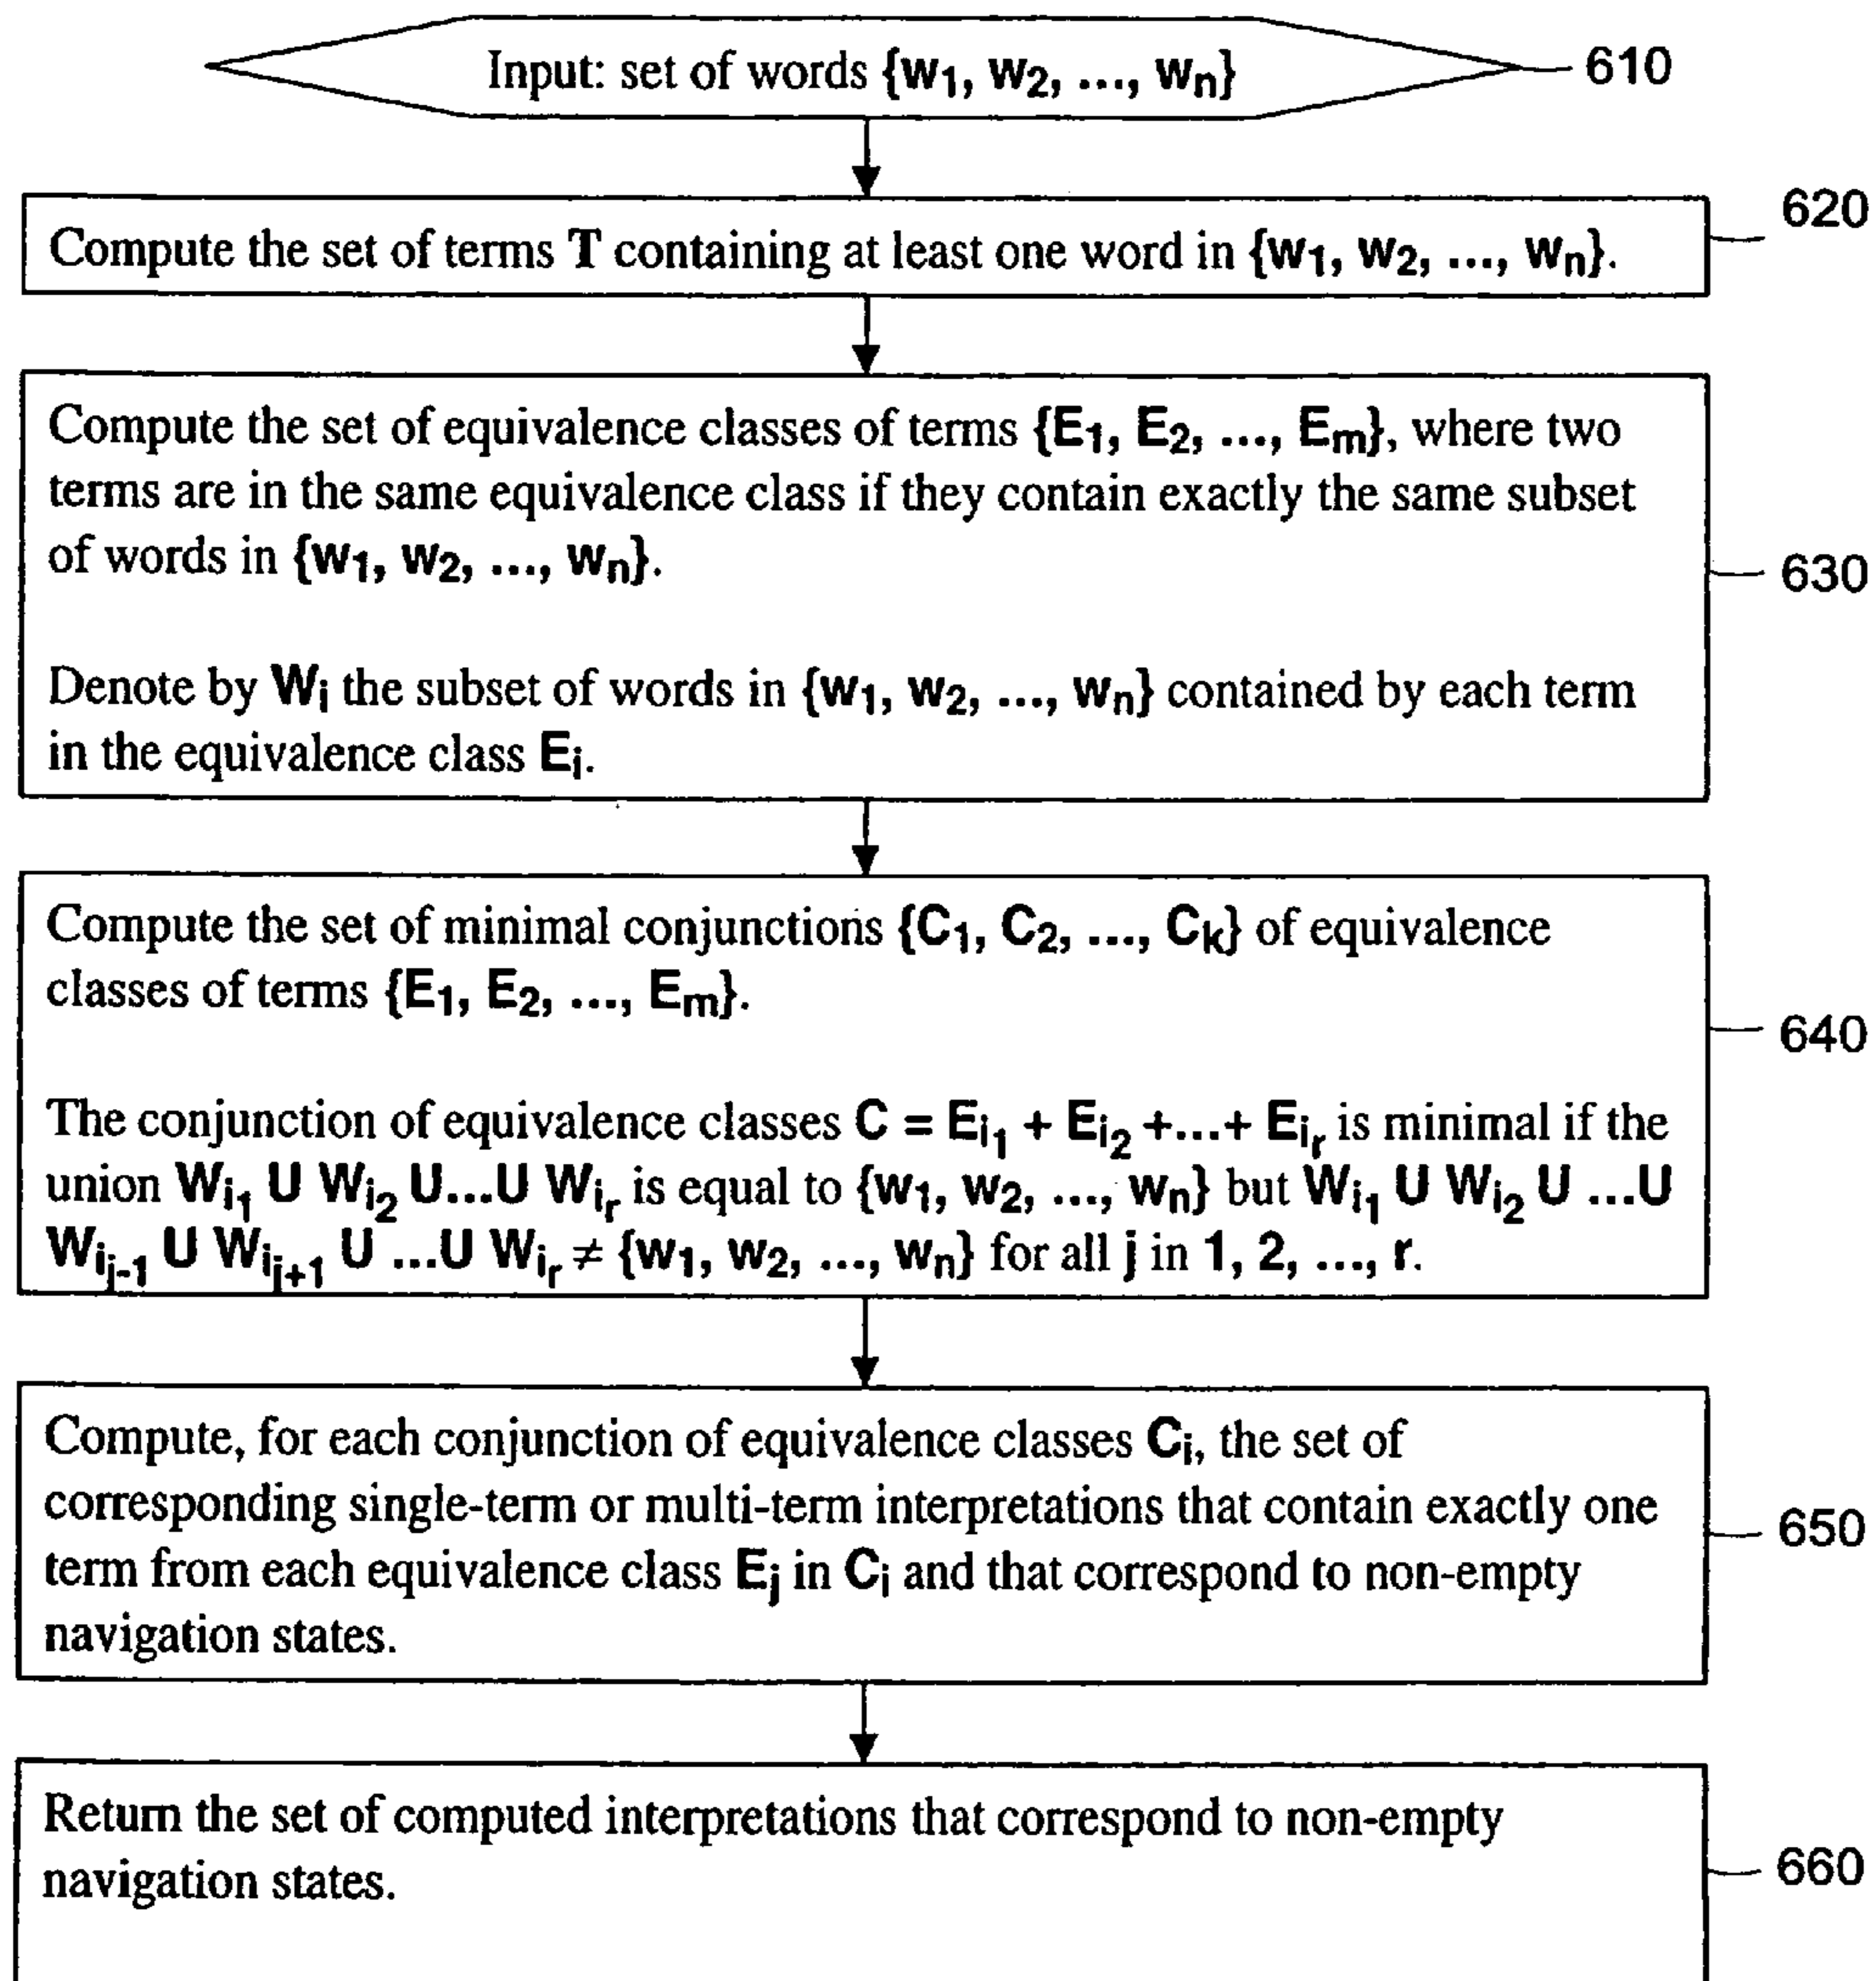 Input: set of words {w1, w2, ..., wn}
610
620
Compute the set of terms T containing at least one word in {w1, w2, ..., wn}.
Compute the set of equivalence classes of terms {E1, E2, ..., Em}, where two
terms are in the same equivalence class if they contain exactly the same subset
of words in {w1, w2, ..., wn}.
630
Denote by Wi the subset of words in {w1, w2, ..., wn} contained by each term
in the equivalence class Ei.
Compute the set of minimal conjunctions {C1, C2, ..., Ck} of equivalence
classes of terms {E1, E2, ..., Em}.
640
The conjunction of equivalence classes C = Ei1 + Ei2 +...+ Eir is minimal if the
union Wi1 U Wi2 U...U Wir is equal to {w1, w2, ..., wn} but Wi1 U Wi2 U ...U
Wij-1 U Wij+1 U ...U Wir ≠ {w1, w2, ..., wn} for all j in 1, 2, ..., r.
Compute, for each conjunction of equivalence classes Ci, the set of
corresponding single-term or multi-term interpretations that contain exactly one
650
term from each equivalence class Ej in Ci and that correspond to non-empty
navigation states.
Return the set of computed interpretations that correspond to non-empty
navigation states.
660